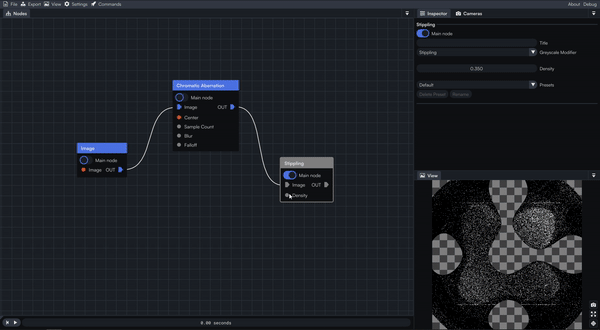 File Export View Settings Commands About Debug
Nodes
Inspector Cameras
Stippling
Main node
Title
Stippling Greyscale Modifier
0.350 Density
Default Presets
Delete Preset Rename
Chromatic Aberration
Main node
Image OUT
Center
Sample Count
Blur
Falloff
Image
Main node
Image OUT
Stippling
Main node
Image OUT
Density
View
0.00 seconds